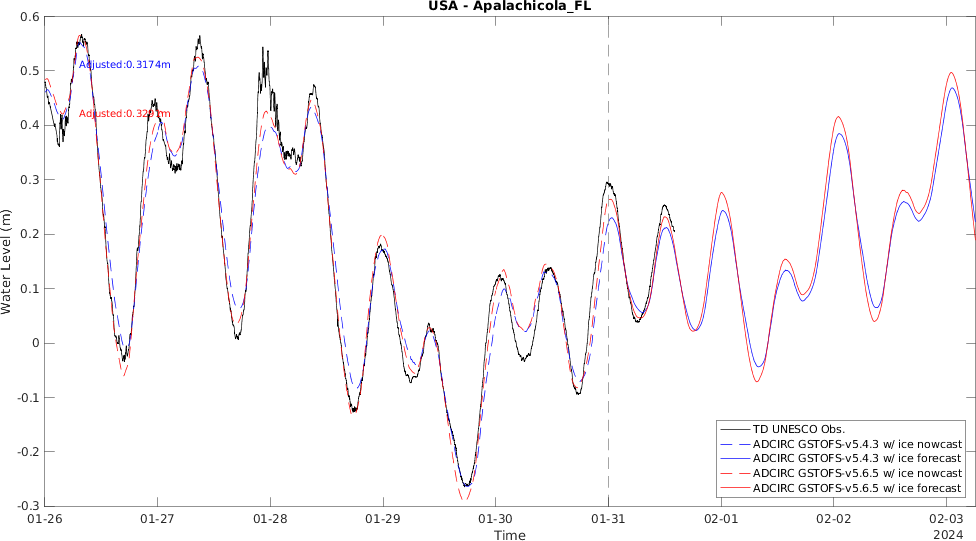 USA - Apalachicola_FL
0.6
0.5
0.4
0.3
0.2
0.1
0
-0.1
-0.2
-0.3
Water Level (m)
Adjusted:0.3174m
Adjusted:0.3291m
TD UNESCO Obs.
ADCIRC GSTOFS-v5.4.3 w/ ice nowcast
ADCIRC GSTOFS-v5.4.3 w/ ice forecast
ADCIRC GSTOFS-v5.6.5 w/ ice nowcast
ADCIRC GSTOFS-v5.6.5 w/ ice forecast
01-26 01-27 01-28 01-29 01-30 01-31 02-01 02-02 02-03
Time
2024